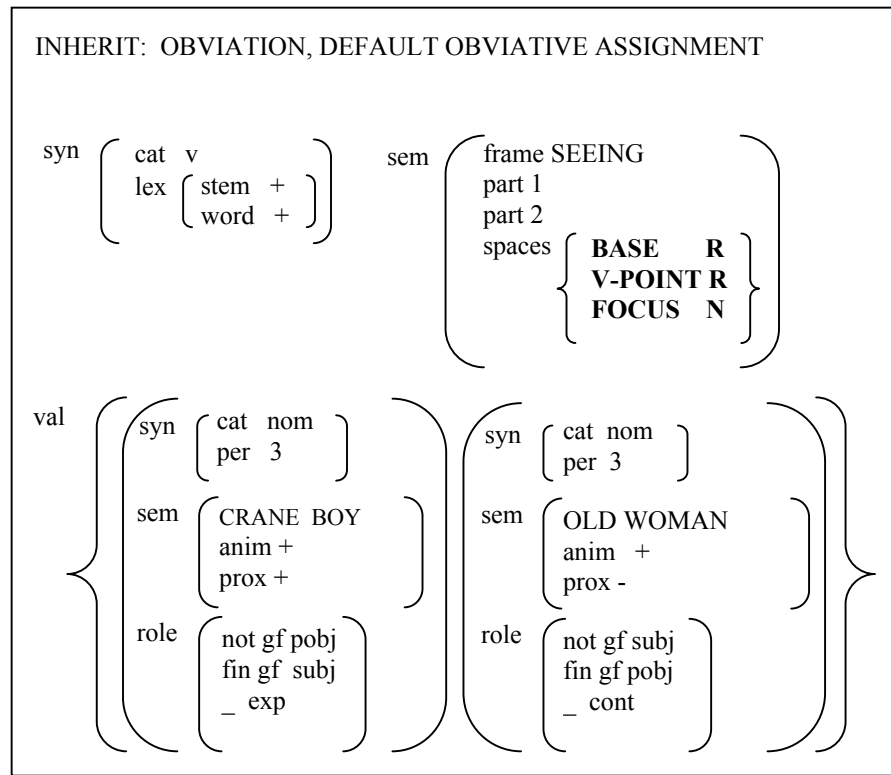 INHERIT: OBVIATION, DEFAULT OBVIATIVE ASSIGNMENT
syn cat v
lex stem +
word +
sem frame SEEING
part 1
part 2
spaces BASE R
V-POINT R
FOCUS N
val
syn cat nom
per 3
sem CRANE BOY
anim +
prox +
role not gf pobj
fin gf subj
_ exp
syn cat nom
per 3
sem OLD WOMAN
anim +
prox -
role not gf subj
fin gf pobj
_ cont